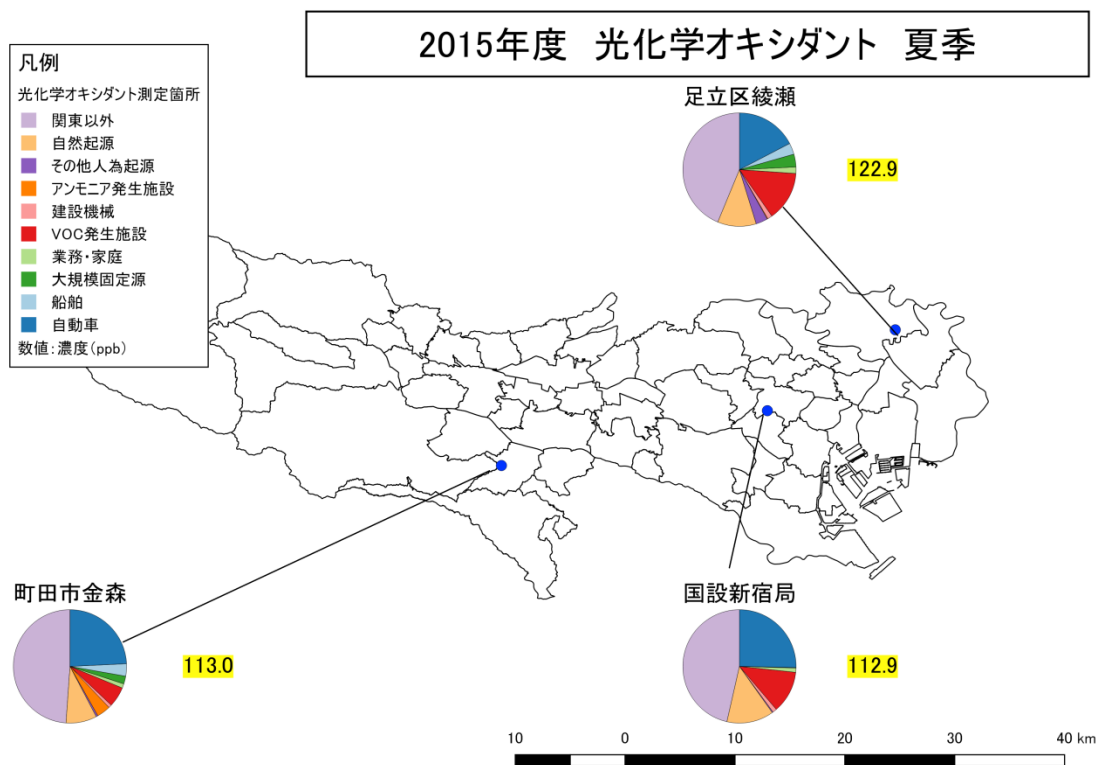 2015年度 光化学オキシダント 夏季
凡例
光化学オキシダント測定箇所
関東以外
自然起源
その他人為起源
アンモニア発生施設
建設機械
VOC発生施設
業務・家庭
大規模固定源
船舶
自動車
数値:濃度(ppb)
足立区綾瀬
122.9
町田市金森
113.0
国設新宿局
112.9
10 0 10 20 30 40 km